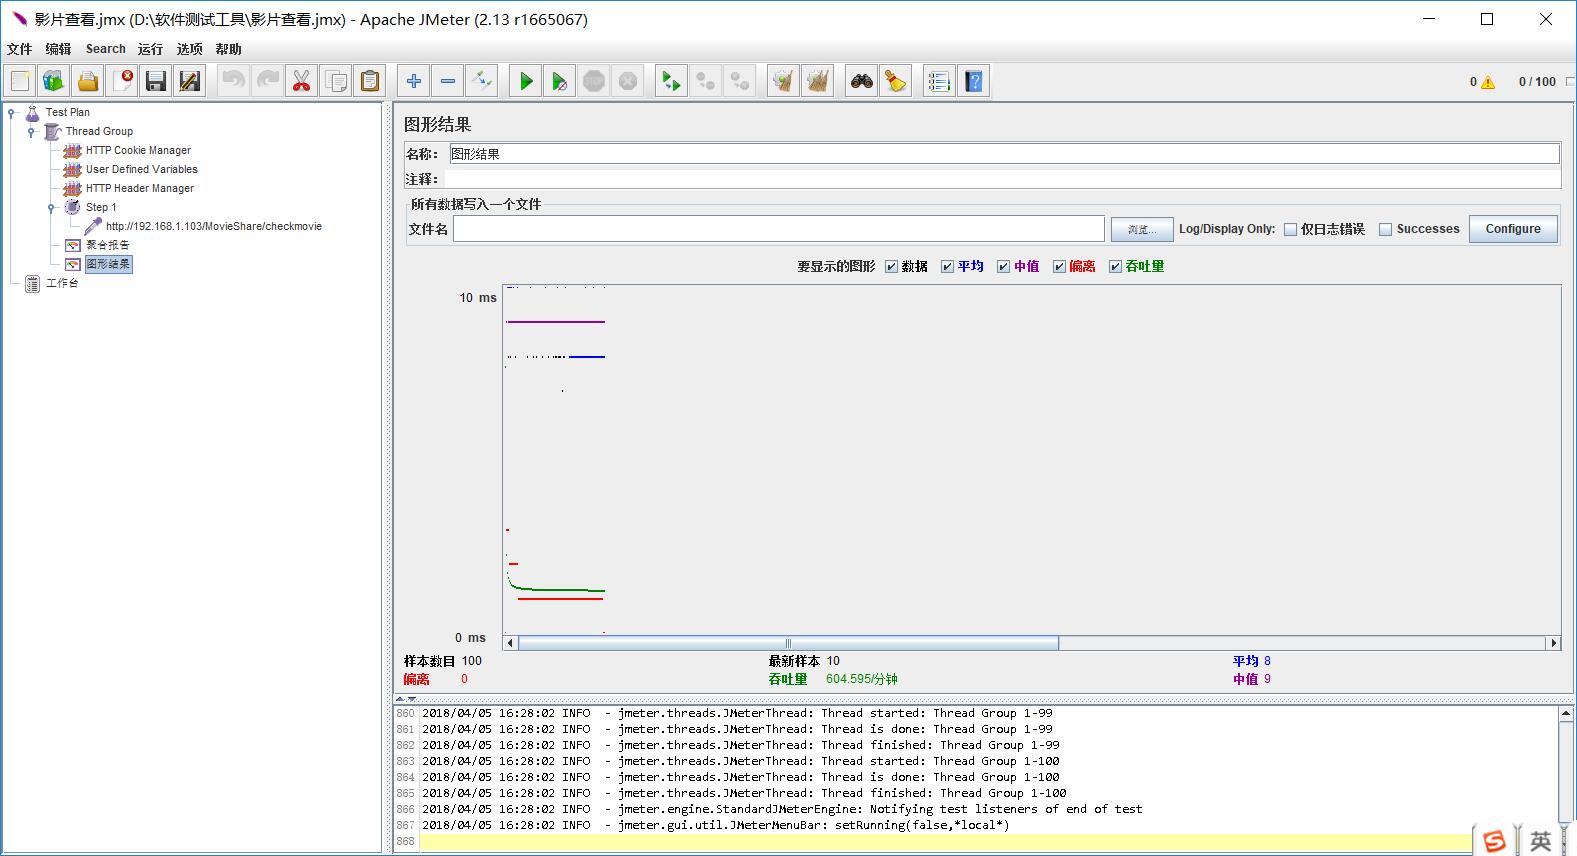 影片查看.jmx (D:\软件测试工具\影片查看.jmx) - Apache JMeter (2.13 r1665067)
文件 编辑 Search 运行 选项 帮助
0 0 / 100
Test Plan
Thread Group
HTTP Cookie Manager
User Defined Variables
HTTP Header Manager
Step 1
http://192.168.1.103/MovieShare/checkmovie
聚合报告
图形结果
工作台
图形结果
名称: 图形结果
注释:
所有数据写入一个文件
文件名 浏览... Log/Display Only: 仅日志错误 Successes Configure
要显示的图形 数据 平均 中值 偏离 吞吐量
10 ms
0 ms
样本数目 100 最新样本 10 平均 8
偏离 0 吞吐量 604.595/分钟 中值 9
860 2018/04/05 16:28:02 INFO - jmeter.threads.JMeterThread: Thread started: Thread Group 1-99
861 2018/04/05 16:28:02 INFO - jmeter.threads.JMeterThread: Thread is done: Thread Group 1-99
862 2018/04/05 16:28:02 INFO - jmeter.threads.JMeterThread: Thread finished: Thread Group 1-99
863 2018/04/05 16:28:02 INFO - jmeter.threads.JMeterThread: Thread started: Thread Group 1-100
864 2018/04/05 16:28:02 INFO - jmeter.threads.JMeterThread: Thread is done: Thread Group 1-100
865 2018/04/05 16:28:02 INFO - jmeter.threads.JMeterThread: Thread finished: Thread Group 1-100
866 2018/04/05 16:28:02 INFO - jmeter.engine.StandardJMeterEngine: Notifying test listeners of end of test
867 2018/04/05 16:28:02 INFO - jmeter.gui.util.JMeterMenuBar: setRunning(false,*local*)
868
S 英